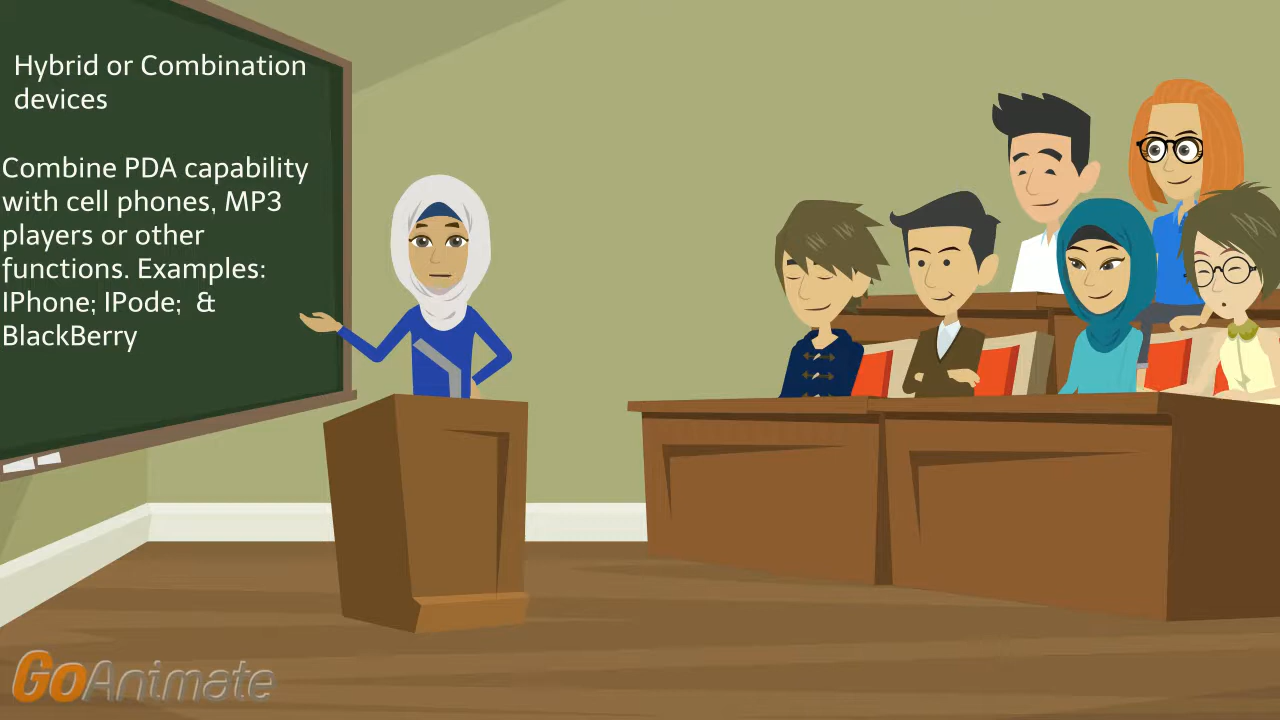 Hybrid or Combination
devices
Combine PDA capability
with cell phones, MP3
players or other
functions. Examples:
IPhone; IPode;  &
BlackBerry
GoAnimate